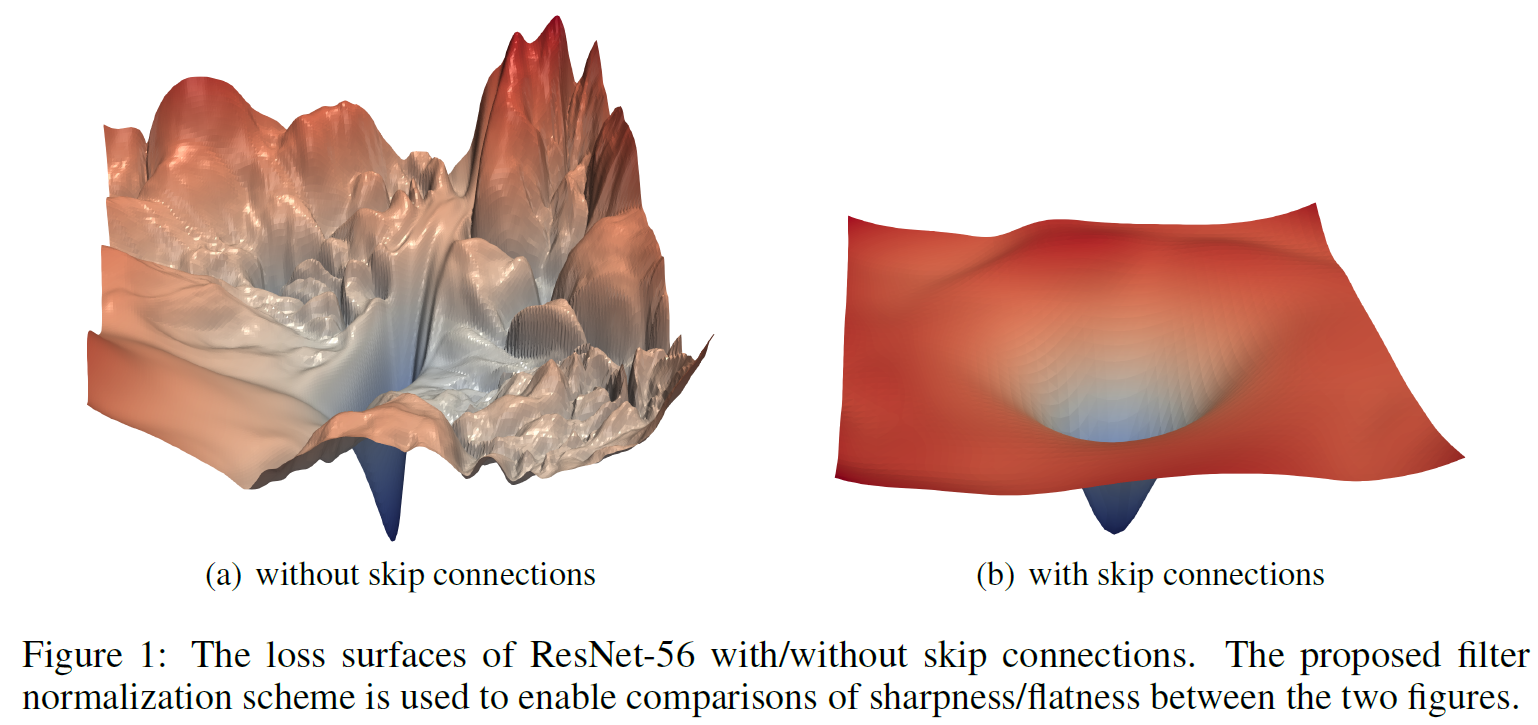 (a) without skip connections
(b) with skip connections
Figure 1: The loss surfaces of ResNet-56 with/without skip connections. The proposed filter
normalization scheme is used to enable comparisons of sharpness/flatness between the two figures.